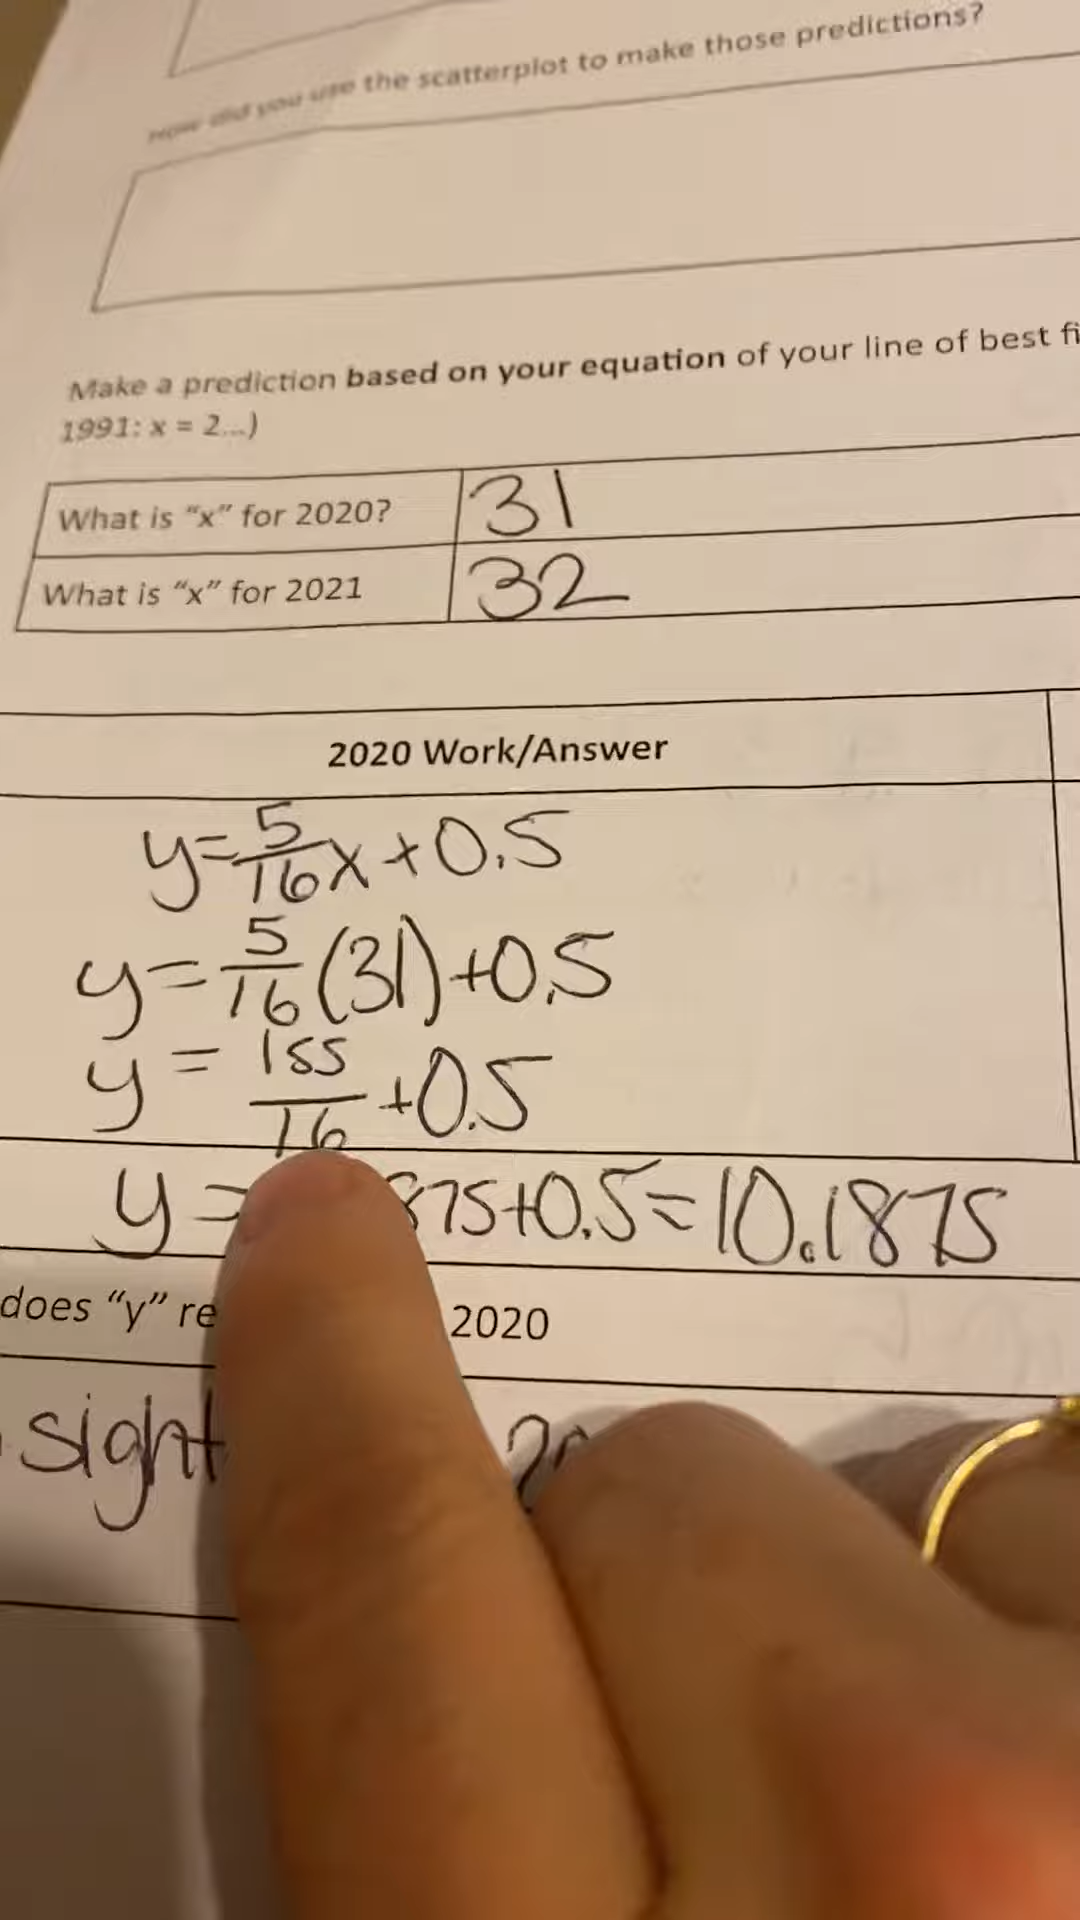 How did you use the scatterplot to make those predictions?
Make a prediction based on your equation of your line of best fi
1991: x = 2...)
What is “x” for 2020? 31
What is “x” for 2021 32
2020 Work/Answer
y=5/16x+0.5
y=5/16(31)+0.5
y=155/16+0.5
y= 875+0.5=10.1875
does “y” re 2020
sight